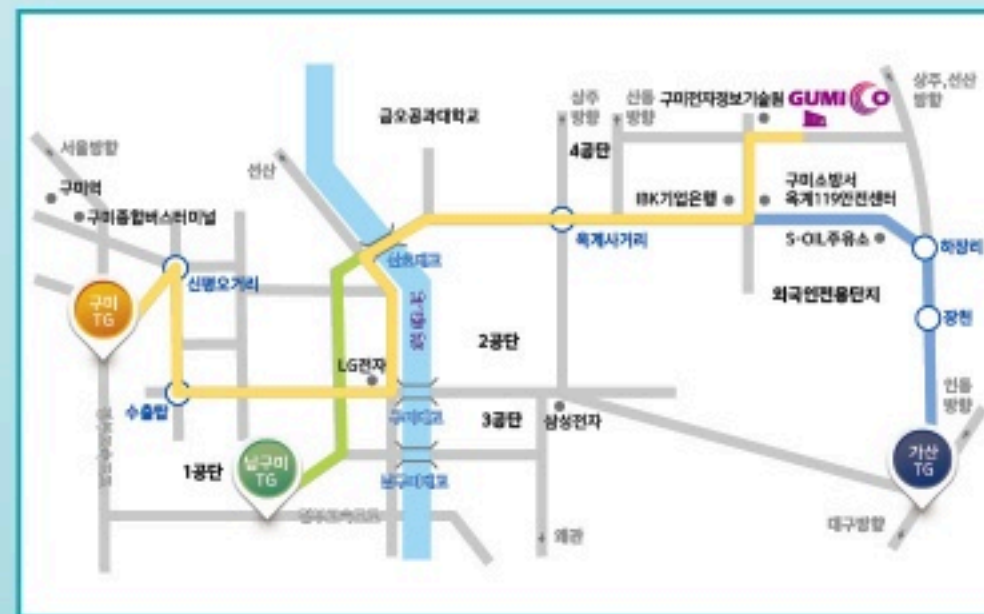 상주,선산
방향
상주
방향
산동
방향
구미전자정보기술원
GUMICO
금오공과대학교
서울방향
선산
4공단
구미역
구미종합버스터미널
IBK기업은행
구미소방서
옥계119안전센터
신평오거리
산호대교
옥계사거리
S-OIL주유소
하장리
구미
TG
외국인전용단지
장천
낙동강
2공단
LG전자
인동
방향
수출탑
구미대교
3공단
삼성전자
1공단
남구미
TG
남구미대교
가산
TG
경부고속도로
대구방향
왜관